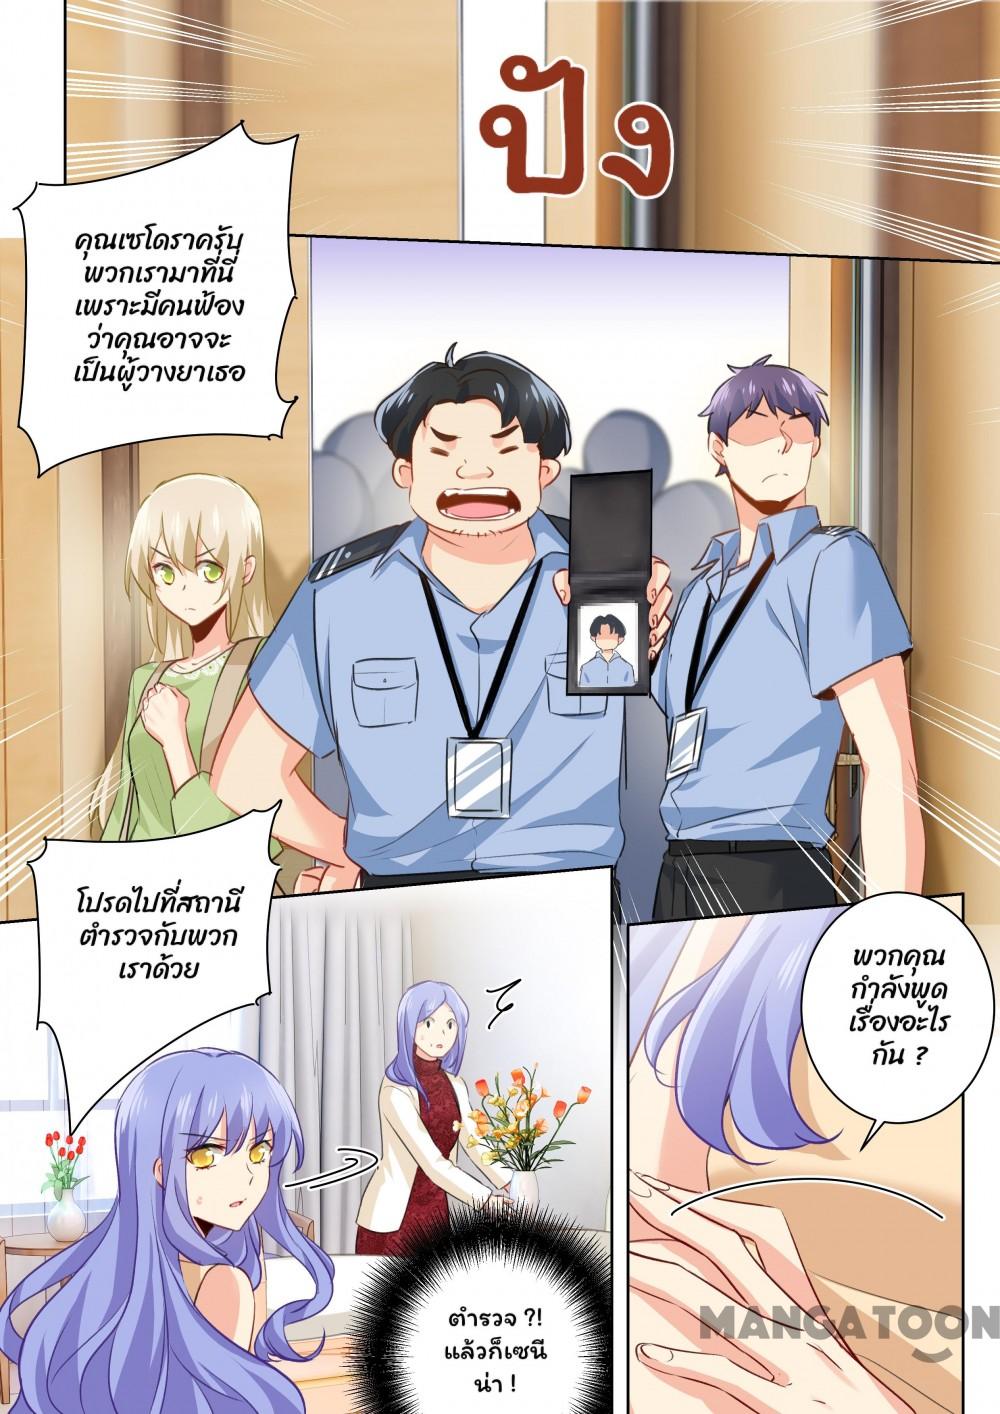 ปัง
คุณเซโดราครับ
พวกเรามาที่นี่
เพราะมีคนฟ้อง
ว่าคุณอาจจะ
เป็นผู้วางยาเธอ
โปรดไปที่สถานี
ตำรวจกับพวก
เราด้วย
พวกคุณ
กำลังพูด
เรื่องอะไร
กัน ?
ตำรวจ ?!
แล้วก็เซนี
น่า !
MANGATOON